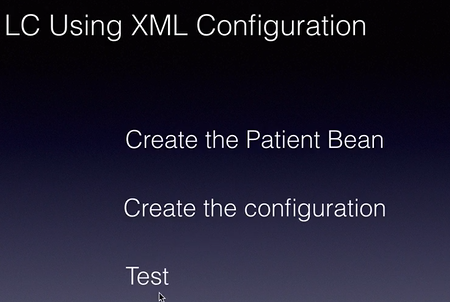 LC Using XML Configuration
Create the Patient Bean
Create the configuration
Test